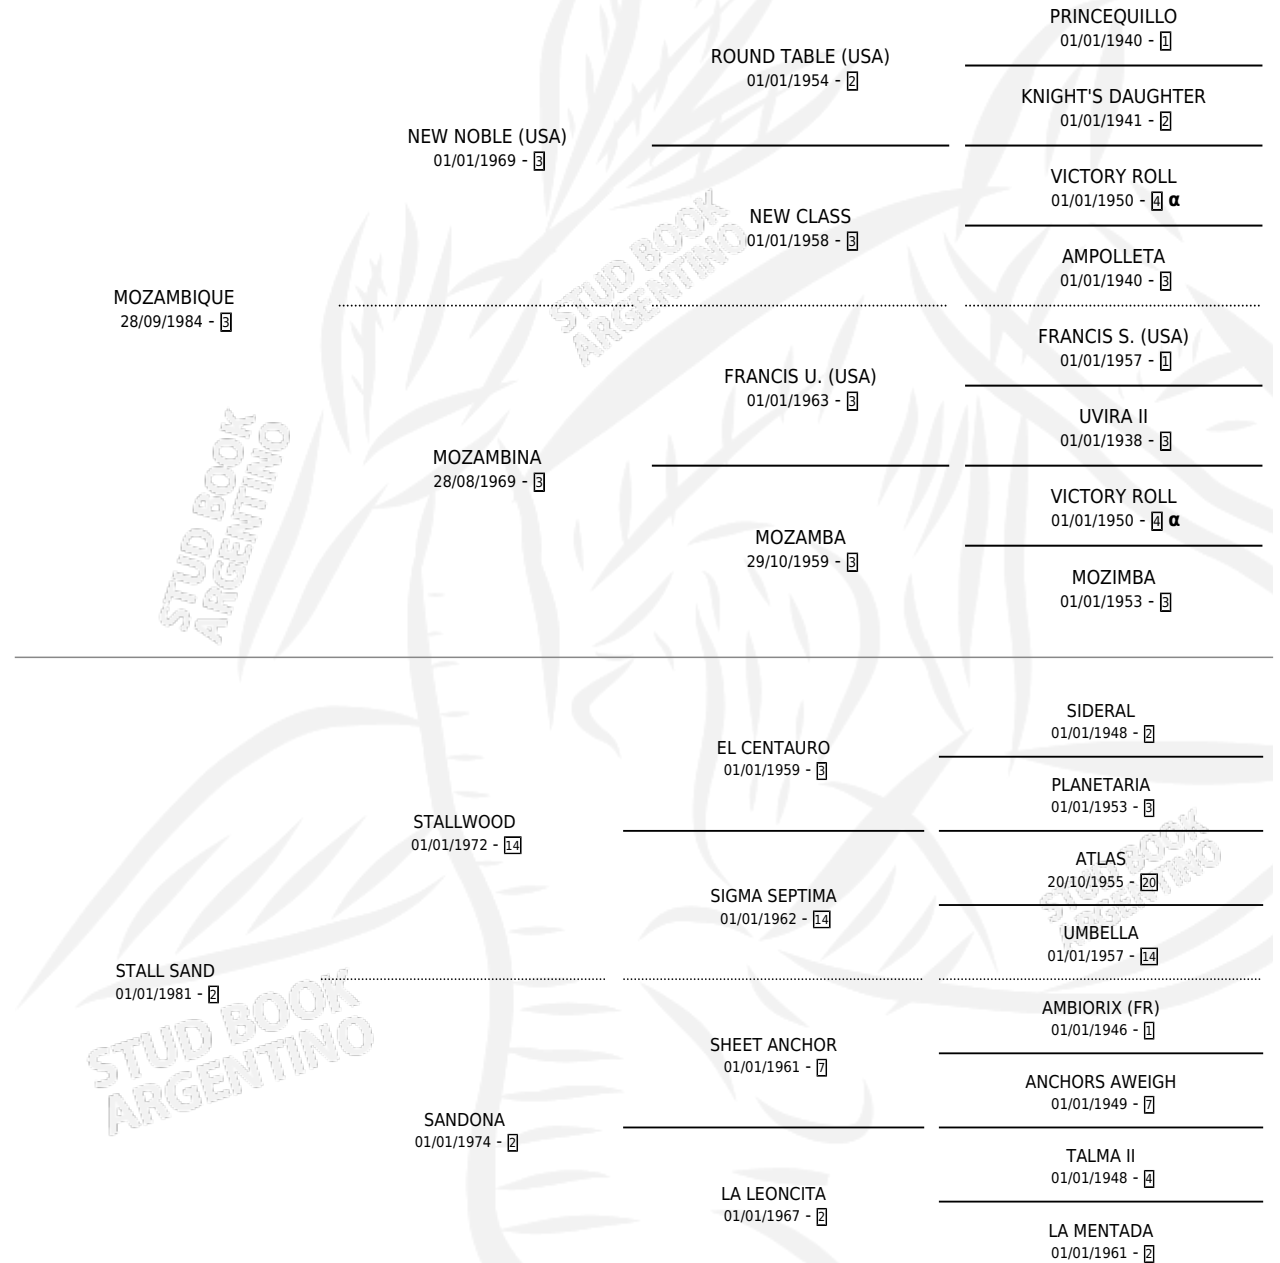 PRINCEQUILLO
01/01/1940 - 1
ROUND TABLE (USA)
01/01/1954 - 2
KNIGHT'S DAUGHTER
01/01/1941 - 2
NEW NOBLE (USA)
01/01/1969 - 3
VICTORY ROLL
01/01/1950 - 4 α
NEW CLASS
01/01/1958 - 3
AMPOLLETA
01/01/1940 - 3
MOZAMBIQUE
28/09/1984 - 3
FRANCIS S. (USA)
01/01/1957 - 1
FRANCIS U. (USA)
01/01/1963 - 3
UVIRA II
01/01/1938 - 3
MOZAMBINA
28/08/1969 - 3
VICTORY ROLL
01/01/1950 - 4 α
MOZAMBA
29/10/1959 - 3
MOZIMBA
01/01/1953 - 3
SIDERAL
01/01/1948 - 2
EL CENTAURO
01/01/1959 - 3
PLANETARIA
01/01/1953 - 3
STALLWOOD
01/01/1972 - 14
ATLAS
20/10/1955 - 20
SIGMA SEPTIMA
01/01/1962 - 14
UMBELLA
01/01/1957 - 14
STALL SAND
01/01/1981 - 2
AMBIORIX (FR)
01/01/1946 - 1
SHEET ANCHOR
01/01/1961 - 7
ANCHORS AWEIGH
01/01/1949 - 7
SANDONA
01/01/1974 - 2
TALMA II
01/01/1948 - 4
LA LEONCITA
01/01/1967 - 2
LA MENTADA
01/01/1961 - 2
STUD BOOK
ARGENTINO
STUD BOOK
ARGENTINO
STUD BOOK
ARGENTINO
STUD BOOK
ARGENTINO